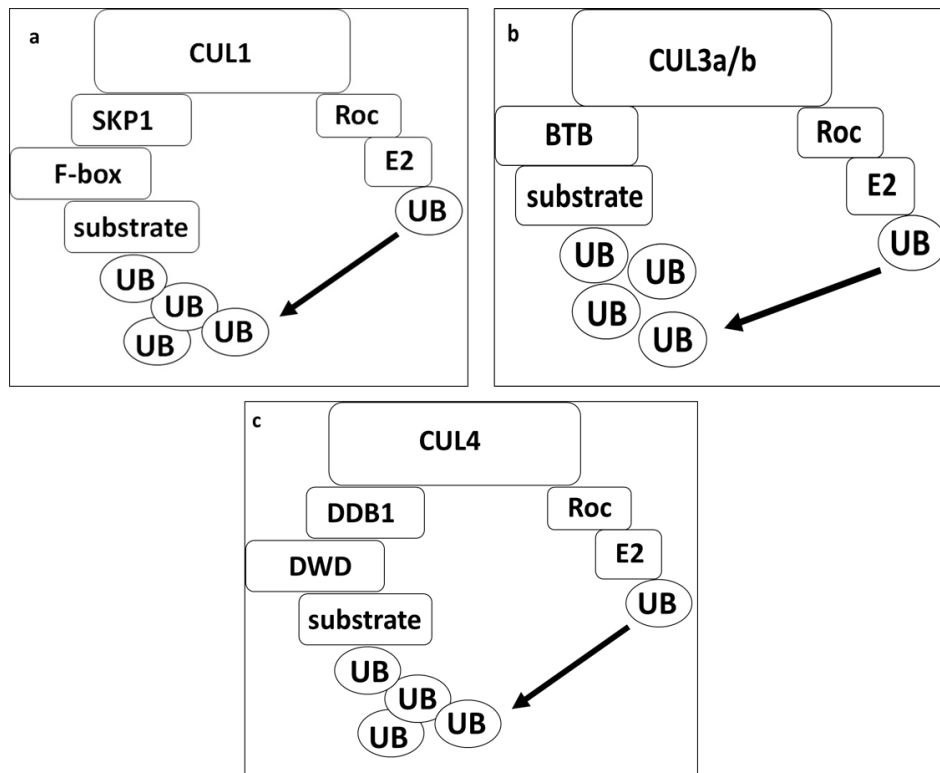 a
CUL1
SKP1
Roc
F-box
E2
substrate
UB
UB
UB
UB
UB
b
CUL3a/b
BTB
Roc
substrate
E2
UB
UB
UB
UB
UB
c
CUL4
DDB1
Roc
DWD
E2
substrate
UB
UB
UB
UB
UB